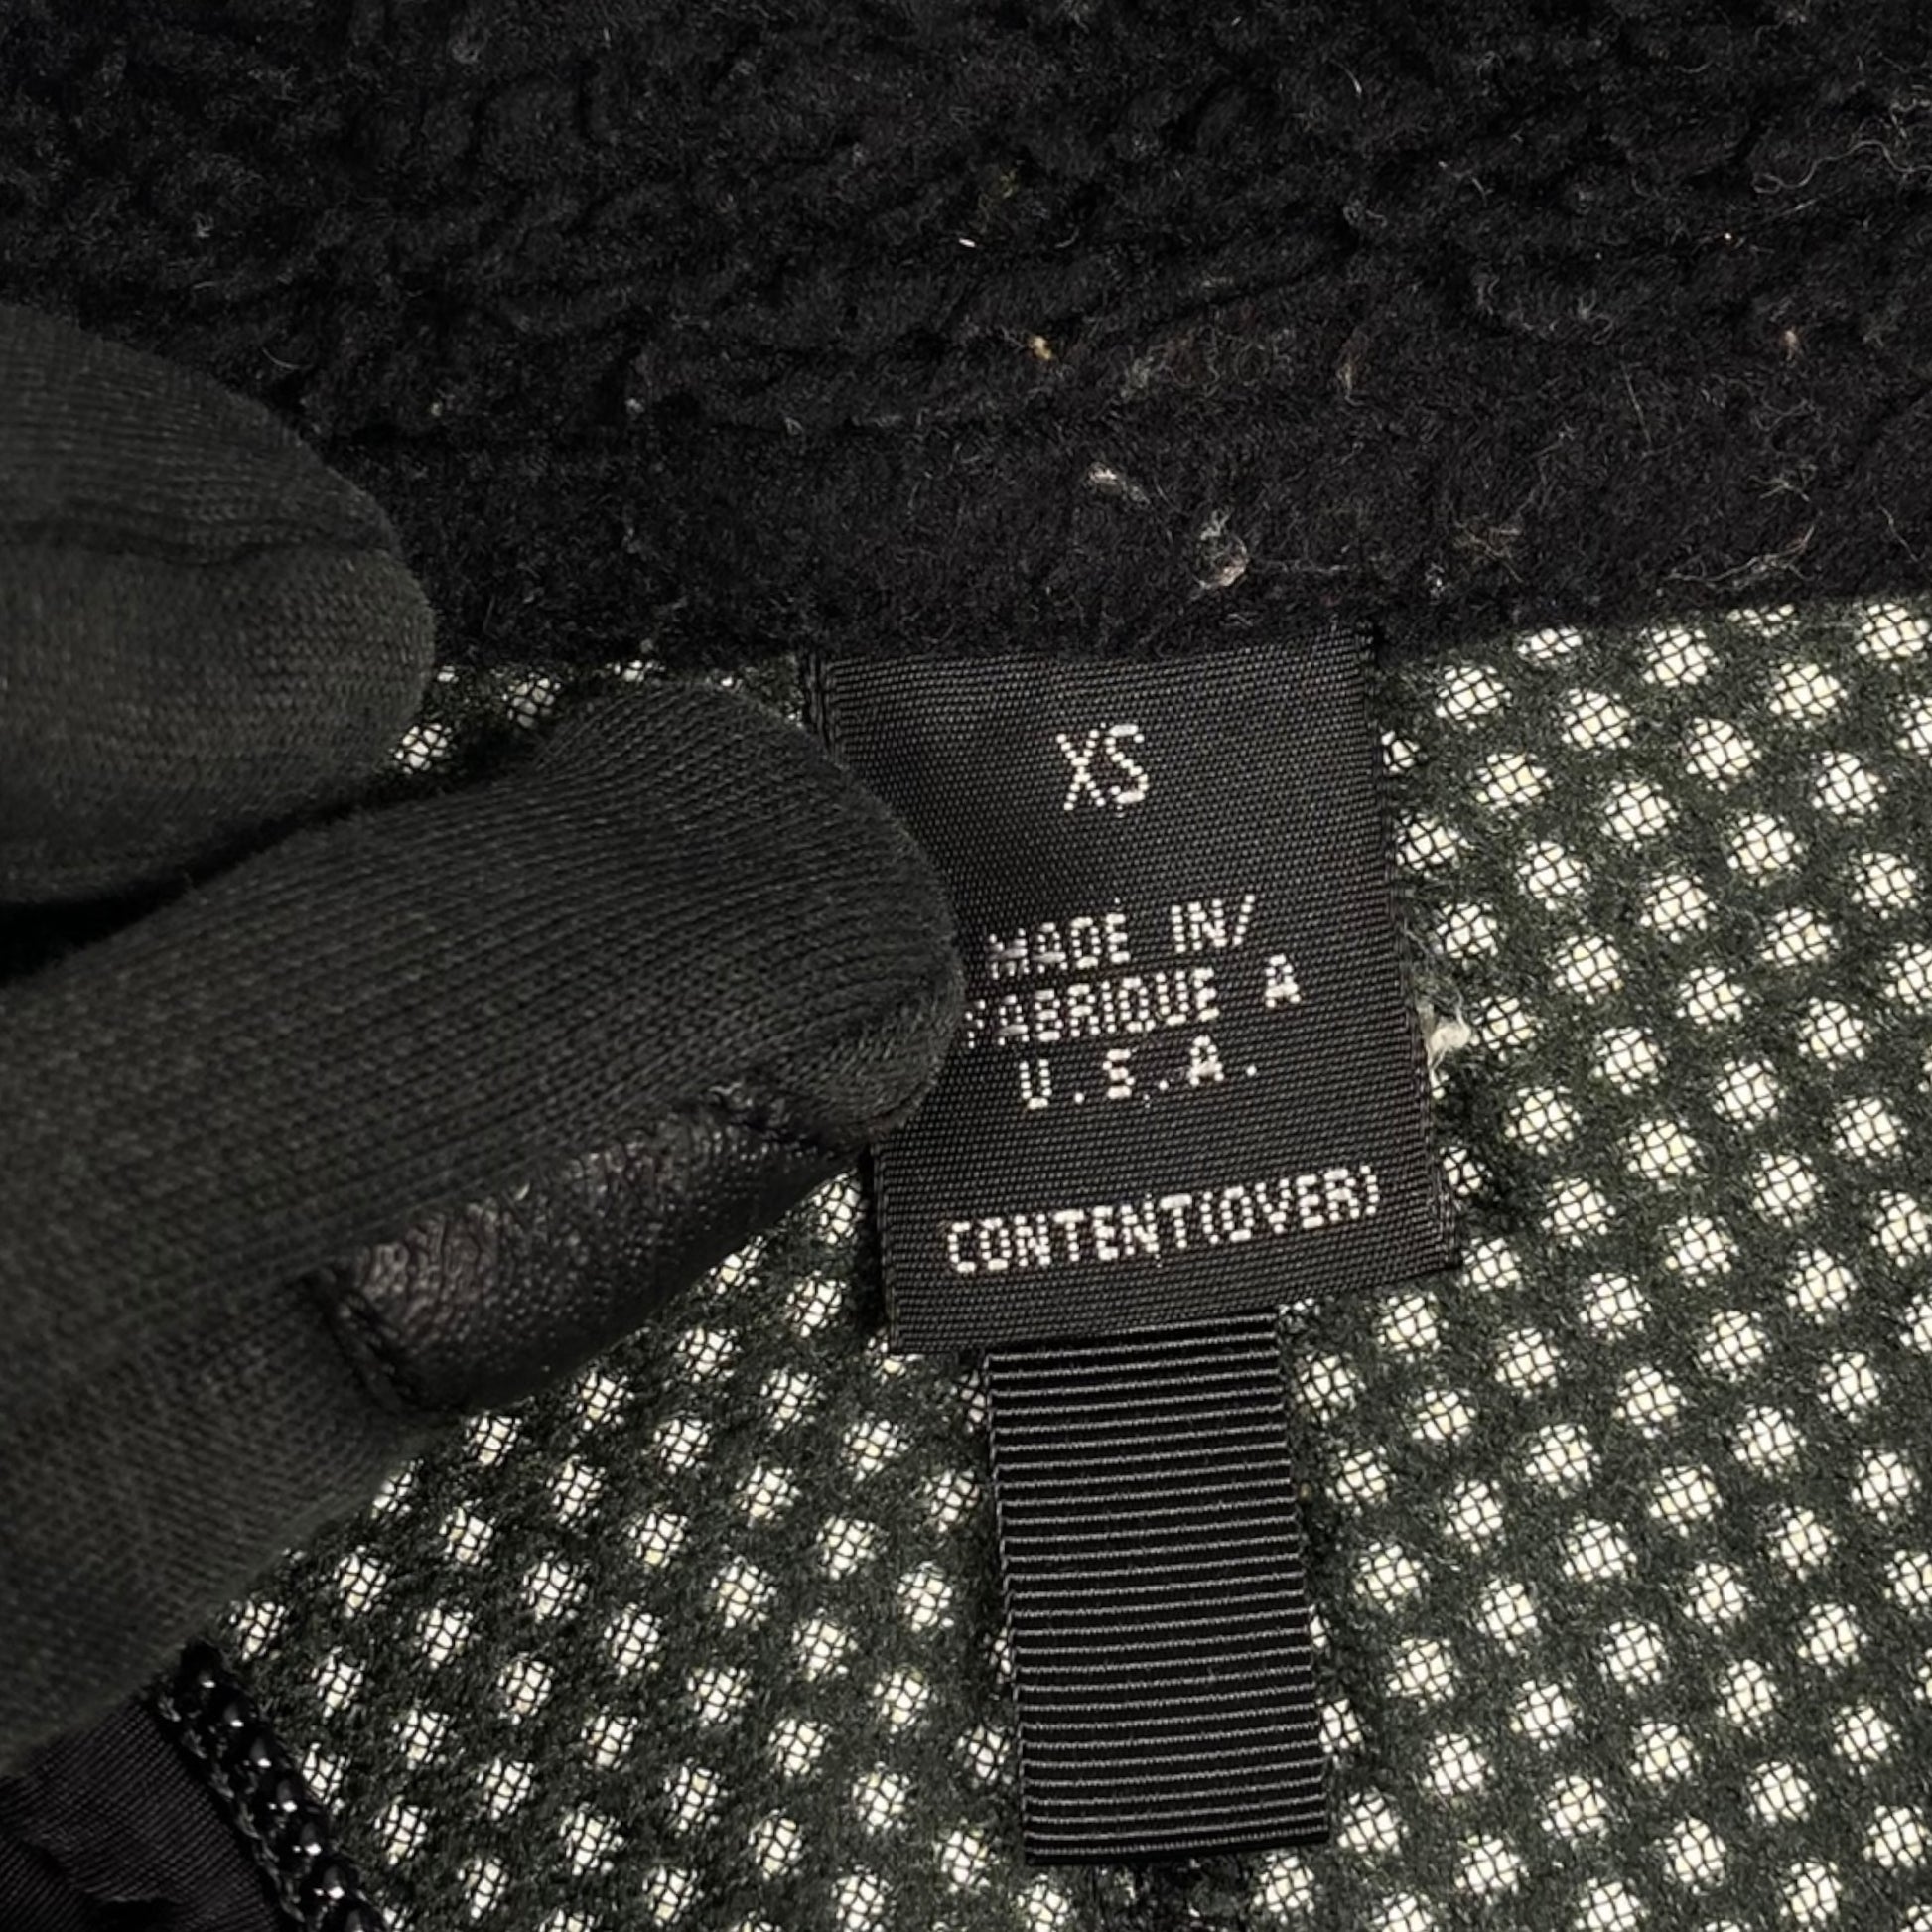 XS
MADE IN/
FABRIQUE A
U.S.A.
CONTENT(OVER)